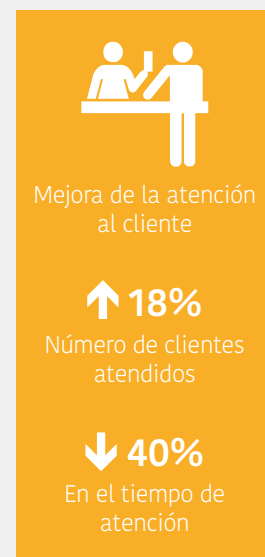 Mejora de la atención
al cliente
↑ 18%
Número de clientes
atendidos
↓ 40%
En el tiempo de
atención